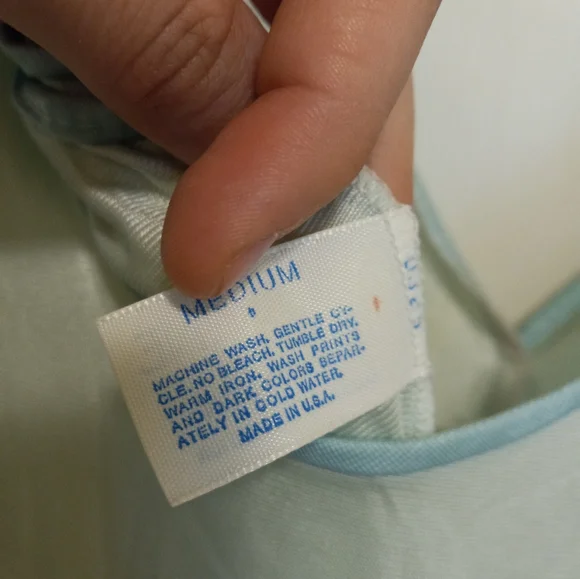 MEDIUM
MACHINE WASH, GENTLE CY-
CLE. NO BLEACH. TUMBLE DRY.
WARM IRON. WASH PRINTS
AND DARK COLORS SEPAR-
ATELY IN COLD WATER.
MADE IN U.S.A.